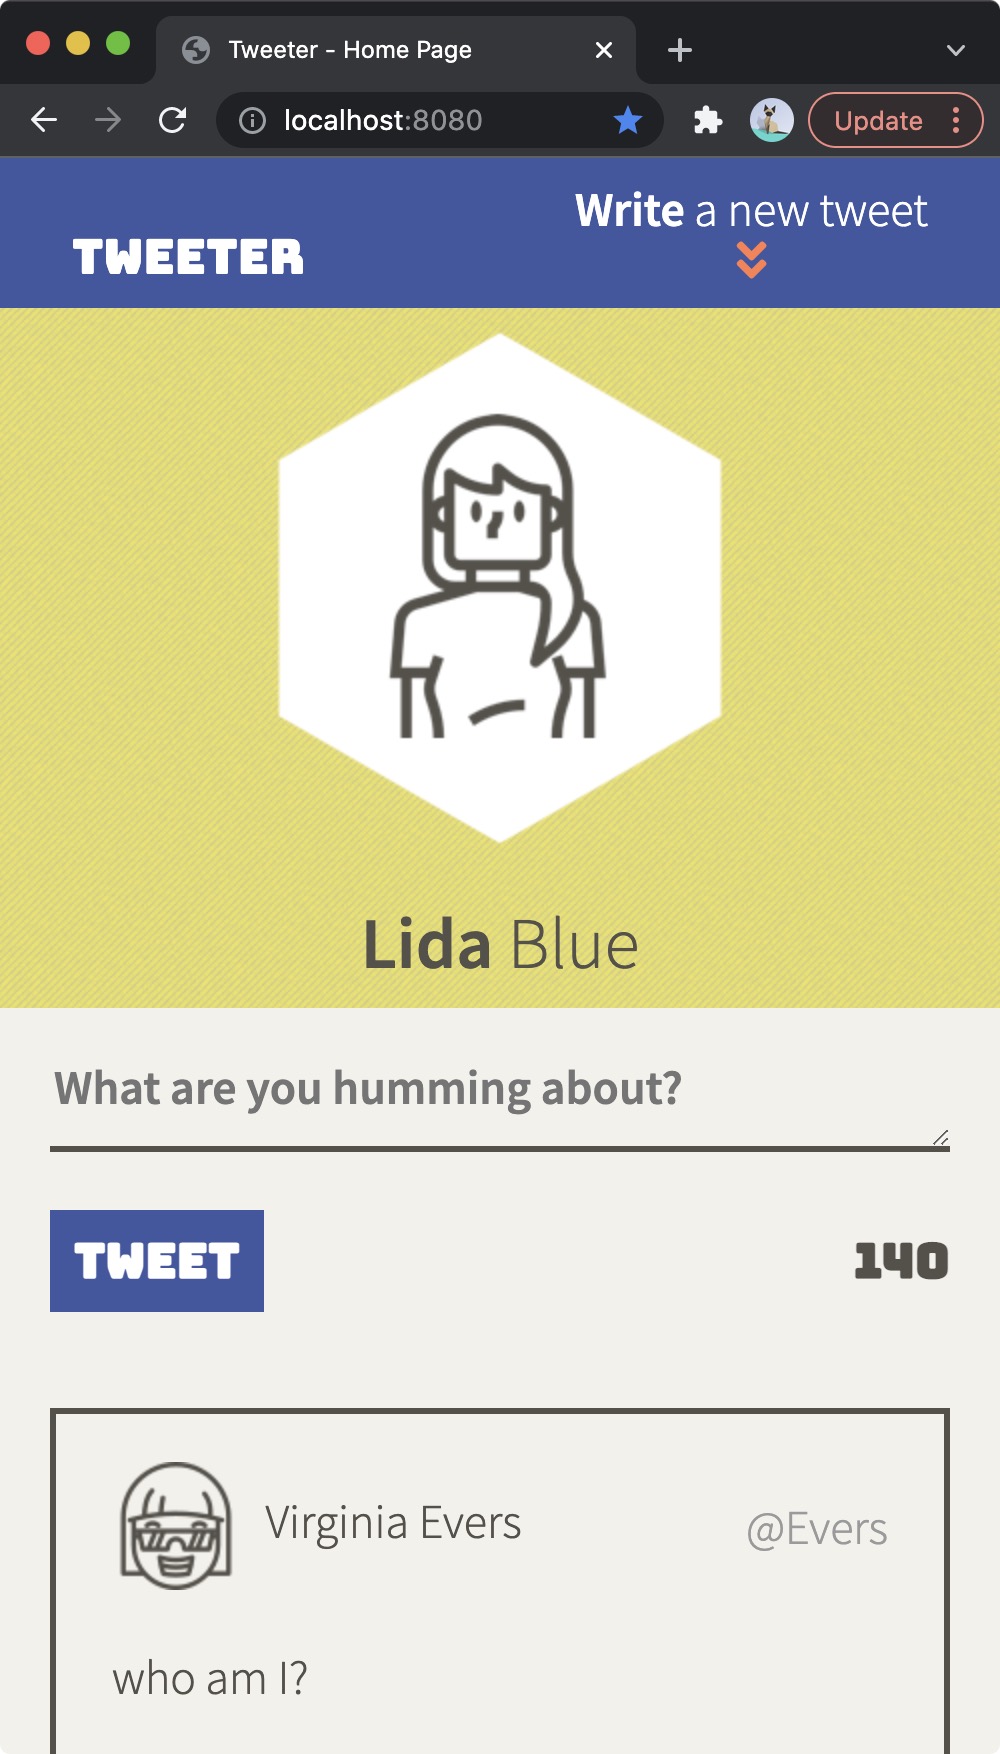 Tweeter - Home Page
localhost:8080
Update
Write a new tweet
TWEETER
Lida Blue
What are you humming about?
TWEET
140
Virginia Evers
@Evers
who am I?